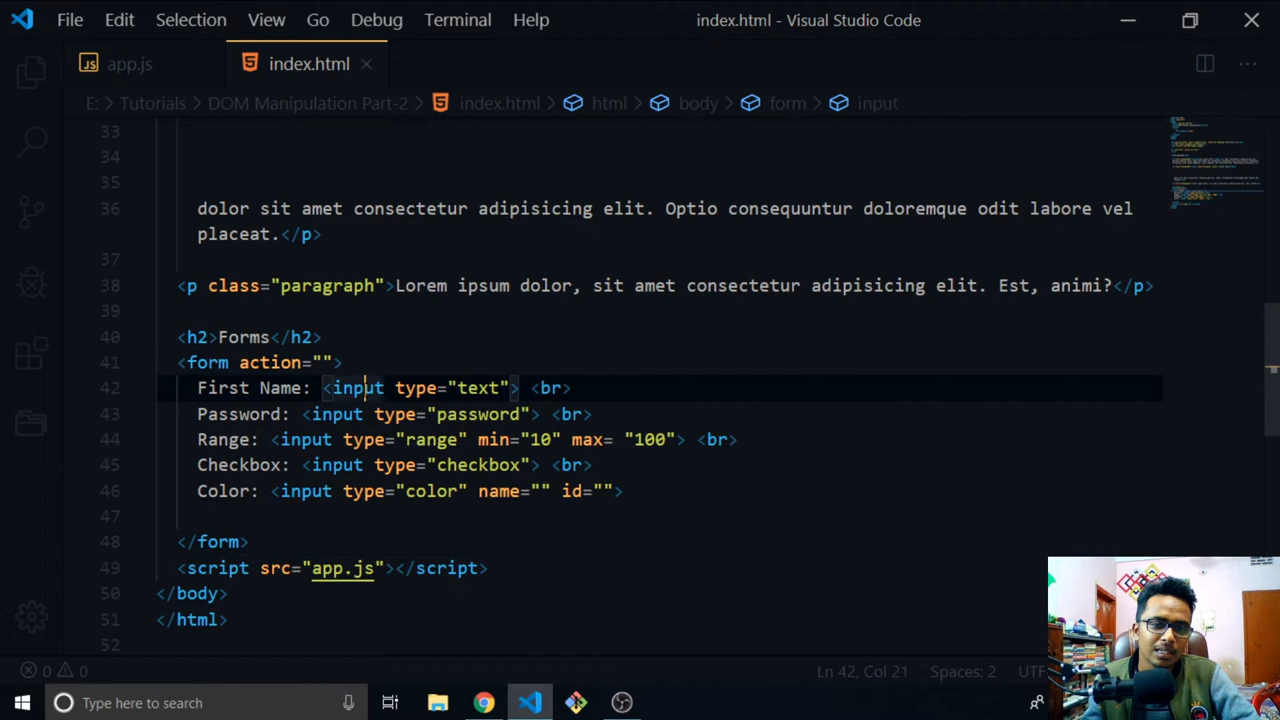 File Edit Selection View Go Debug Terminal Help index.html - Visual Studio Code
JS app.js index.html
E: Tutorials DOM Manipulation Part-2 index.html html body form input
33
34
35
36 dolor sit amet consectetur adipisicing elit. Optio consequuntur doloremque odit labore vel
placeat.</p>
37
38 <p class="paragraph">Lorem ipsum dolor, sit amet consectetur adipisicing elit. Est, animi?</p>
39
40 <h2>Forms</h2>
41 <form action="">
42 First Name: <input type="text"> <br>
43 Password: <input type="password"> <br>
44 Range: <input type="range" min="10" max= "100"> <br>
45 Checkbox: <input type="checkbox"> <br>
46 Color: <input type="color" name="" id="">
47
48 </form>
49 <script src="app.js"></script>
50 </body>
51 </html>
52
0 0 Ln 42, Col 21 Spaces: 2 UTF
Type here to search